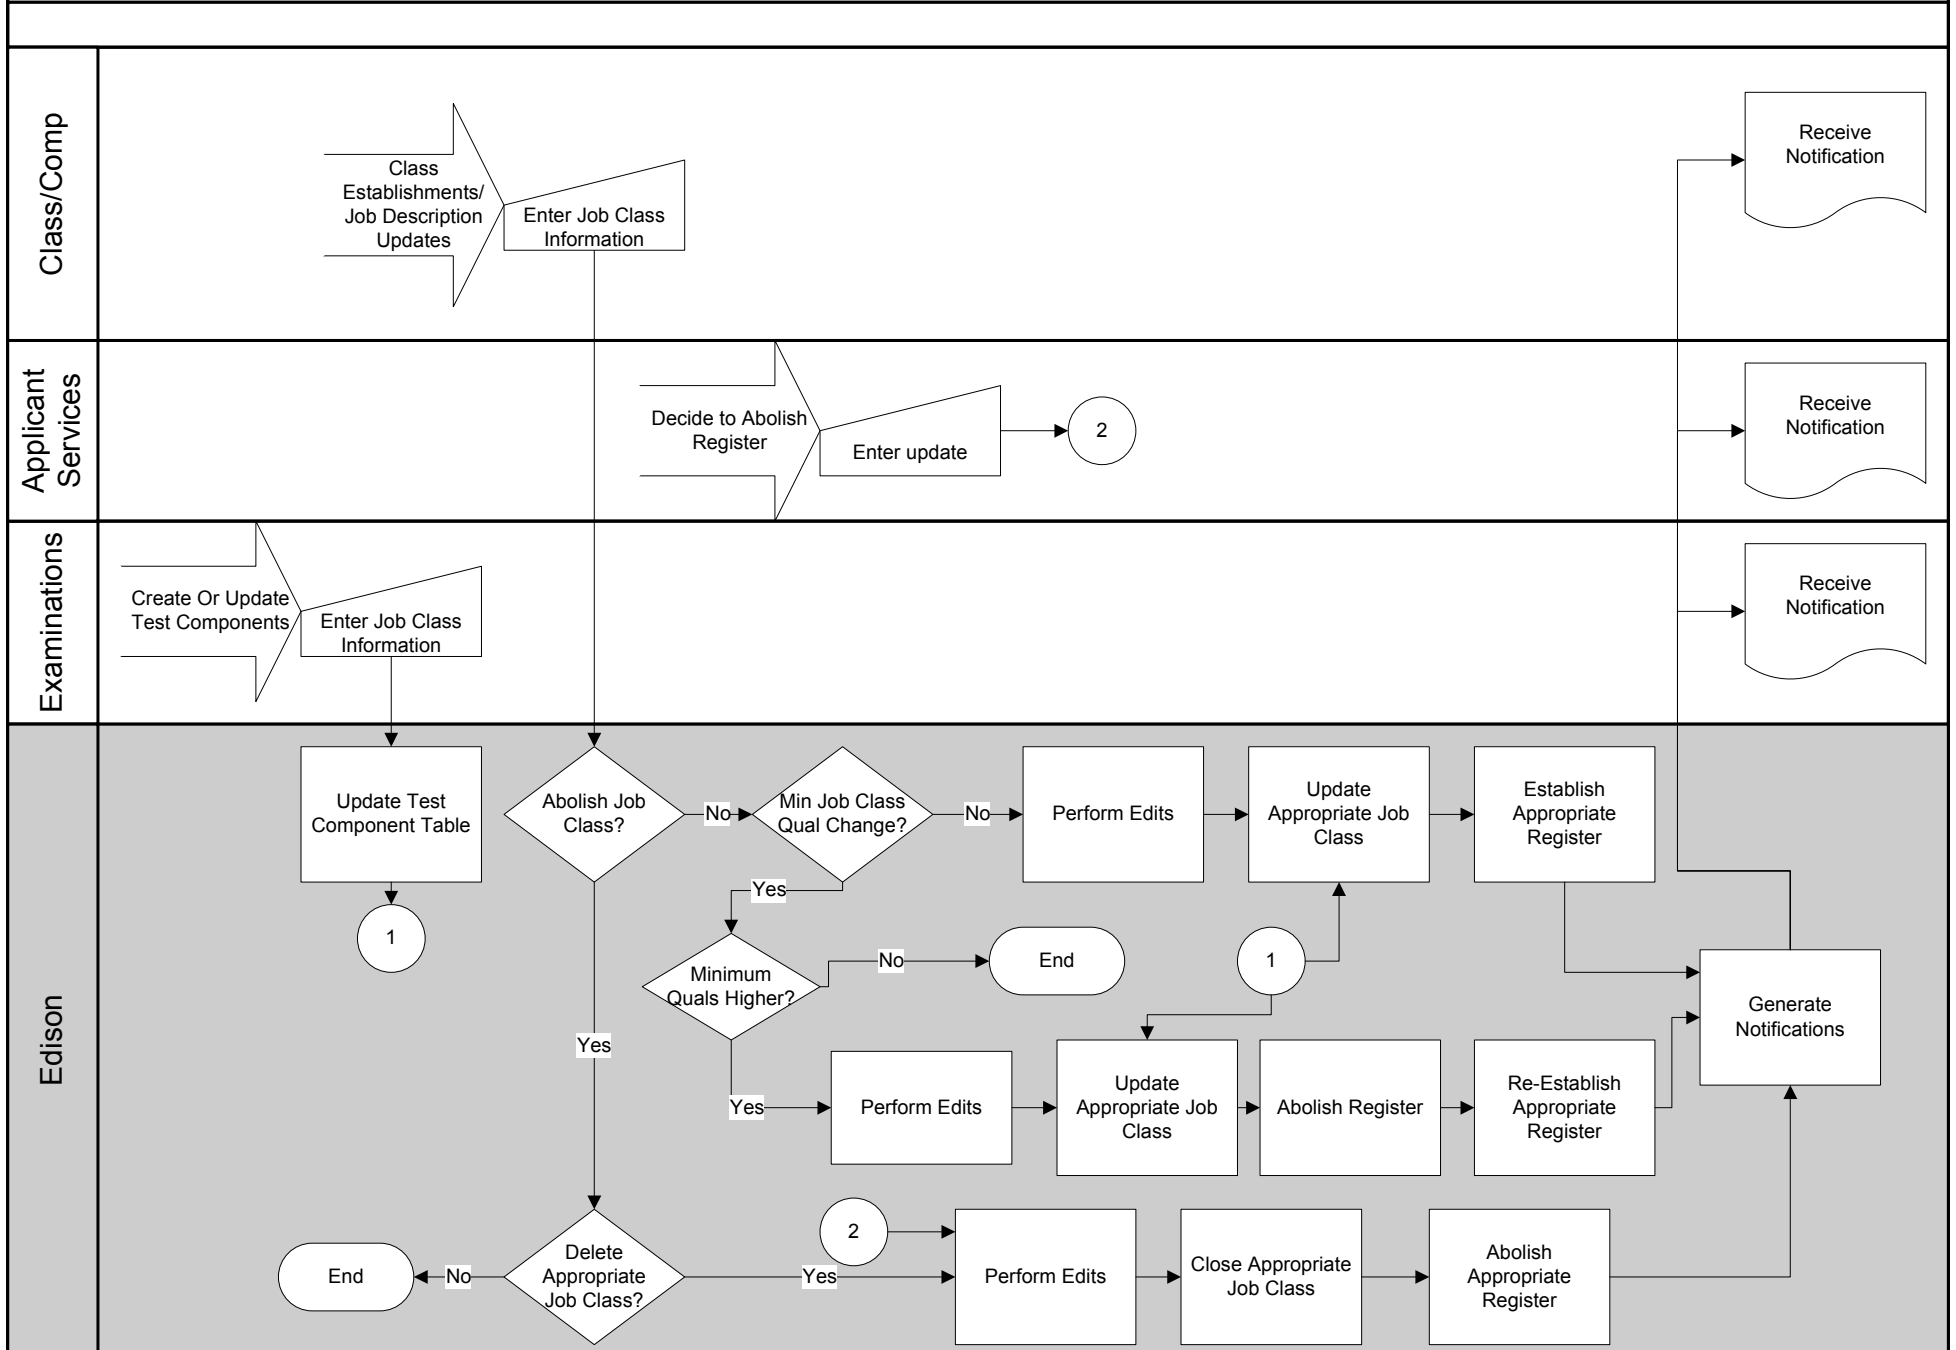 Class/Comp
Class
Establishments/
Job Description
Updates
Enter Job Class
Information
Receive
Notification
Applicant
Services
Decide to Abolish
Register
Enter update
2
Receive
Notification
Examinations
Create Or Update
Test Components
Enter Job Class
Information
Receive
Notification
Edison
Update Test
Component Table
1
Abolish Job
Class?
No
Min Job Class
Qual Change?
No
Perform Edits
Update
Appropriate Job
Class
Establish
Appropriate
Register
Yes
Minimum
Quals Higher?
No
End
1
Generate
Notifications
Yes
Yes
Perform Edits
Update
Appropriate Job
Class
Abolish Register
Re-Establish
Appropriate
Register
End
No
Delete
Appropriate
Job Class?
Yes
2
Perform Edits
Close Appropriate
Job Class
Abolish
Appropriate
Register